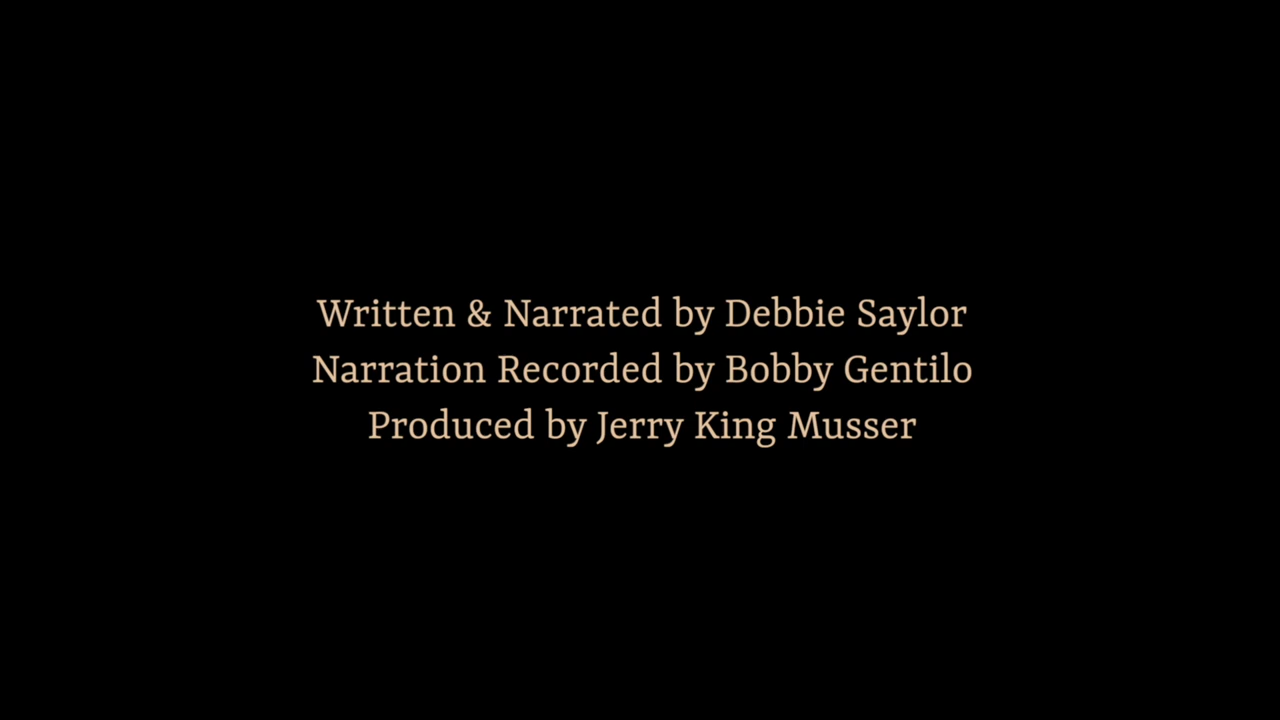 Written & Narrated by Debbie Saylor
Narration Recorded by Bobby Gentilo
Produced by Jerry King Musser